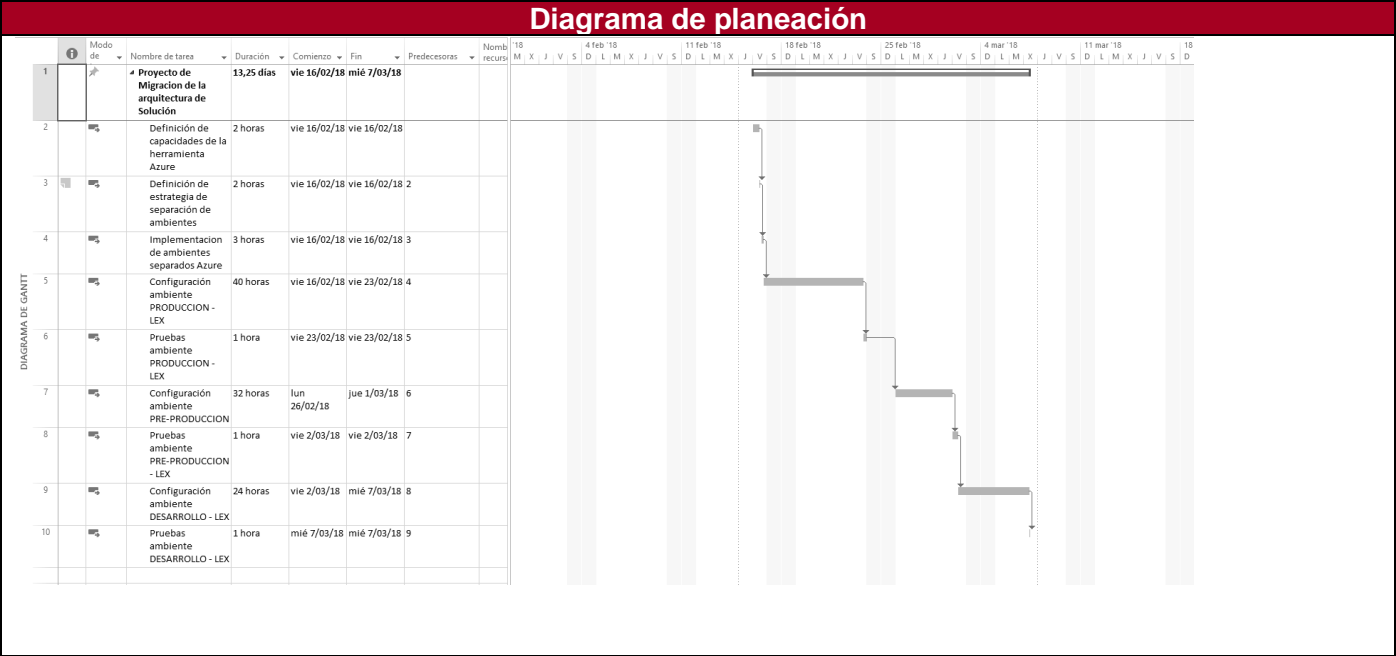 Diagrama de planeación
Modo de
Nombre de tarea
Duración
Comienzo
Fin
Predecesoras
Nomb
recurs
'18
4 feb '18
11 feb '18
18 feb '18
25 feb '18
4 mar '18
11 mar '18
18
M X J V S D L M X J V S D L M X J V S D L M X J V S D L M X J V S D L M X J V S D L M X J V S D
DIAGRAMA DE GANTT
1
Proyecto de
Migracion de la
arquitectura de
Solución
13,25 días
vie 16/02/18
mié 7/03/18
2
Definición de
capacidades de la
herramienta
Azure
2 horas
vie 16/02/18
vie 16/02/18
3
Definición de
estrategia de
separación de
ambientes
2 horas
vie 16/02/18
vie 16/02/18
2
4
Implementacion
de ambientes
separados Azure
3 horas
vie 16/02/18
vie 16/02/18
3
5
Configuración
ambiente
PRODUCCION -
LEX
40 horas
vie 16/02/18
vie 23/02/18
4
6
Pruebas
ambiente
PRODUCCION -
LEX
1 hora
vie 23/02/18
vie 23/02/18
5
7
Configuración
ambiente
PRE-PRODUCCION
32 horas
lun
26/02/18
jue 1/03/18
6
8
Pruebas
ambiente
PRE-PRODUCCION
- LEX
1 hora
vie 2/03/18
vie 2/03/18
7
9
Configuración
ambiente
DESARROLLO - LEX
24 horas
vie 2/03/18
mié 7/03/18
8
10
Pruebas
ambiente
DESARROLLO - LEX
1 hora
mié 7/03/18
mié 7/03/18
9